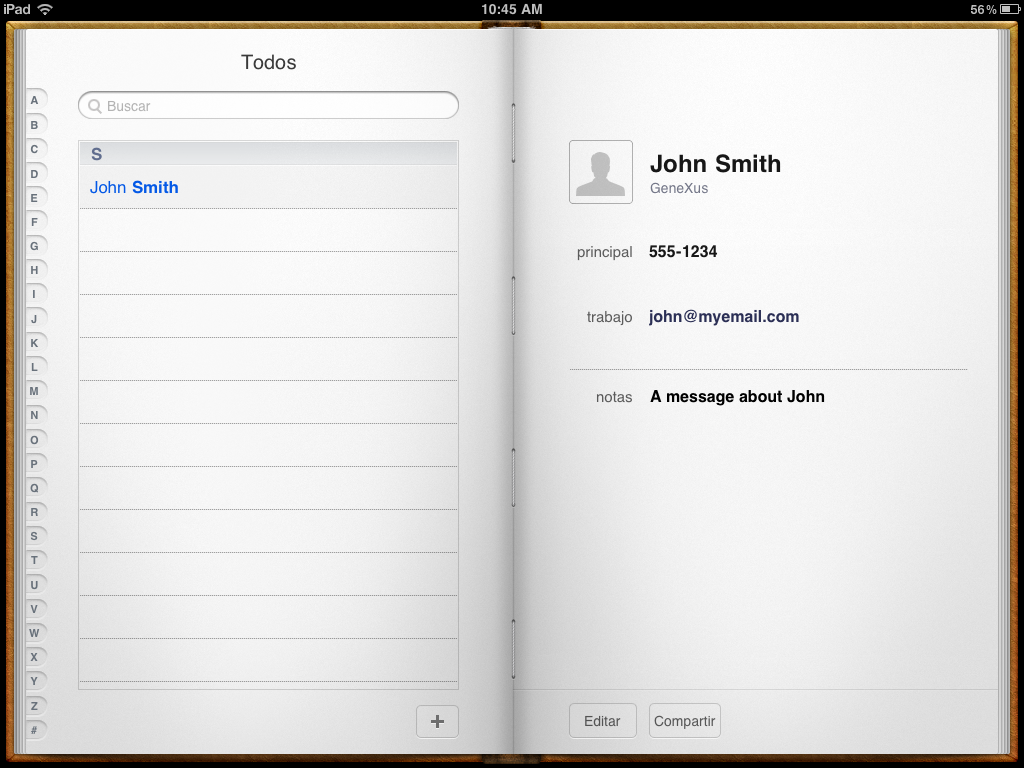 iPad 10:45 AM 56%
Todos
Buscar
A
B
C
D
E
F
G
H
I
J
K
L
M
N
O
P
Q
R
S
T
U
V
W
X
Y
Z
#
S
John Smith
+
John Smith
GeneXus
principal 555-1234
trabajo john@myemail.com
notas A message about John
Editar Compartir